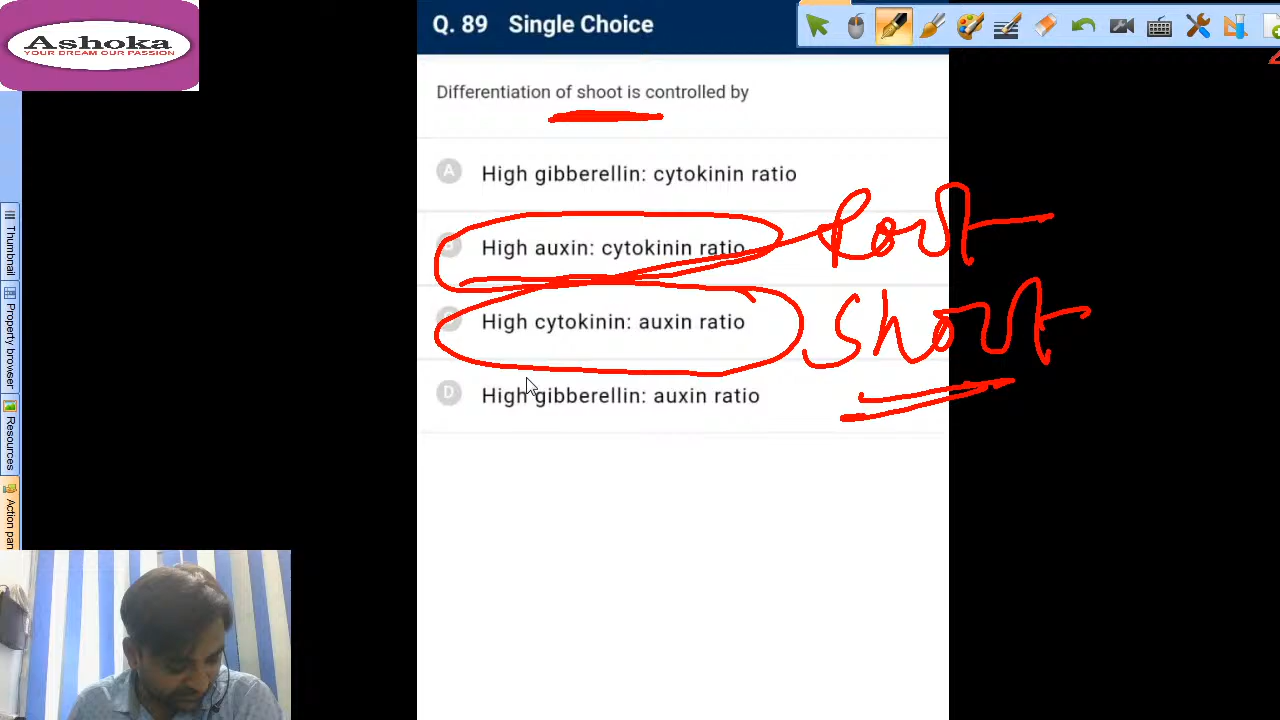 Ashoka
YOUR DREAM OUR PASSION
Q. 89 Single Choice
Differentiation of shoot is controlled by
A High gibberellin: cytokinin ratio
B High auxin: cytokinin ratio
Root
C High cytokinin: auxin ratio
Shoot
D High gibberellin: auxin ratio
Thumbnail
Property browser
Resources
Action pan